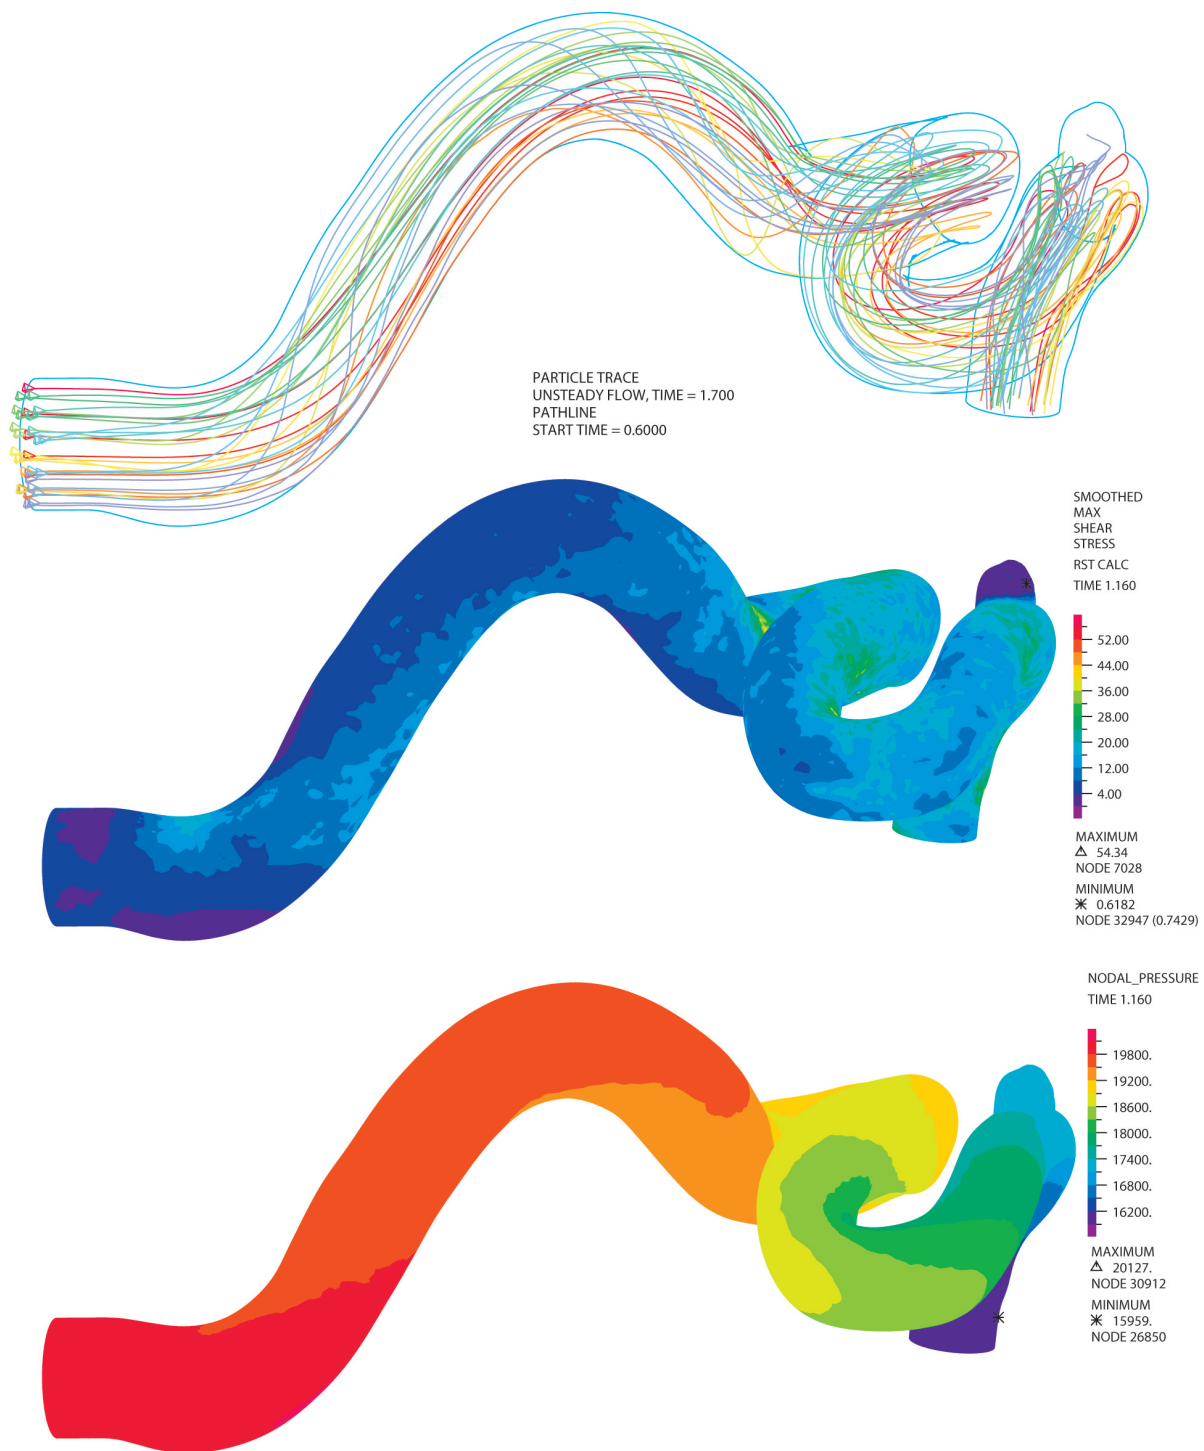 PARTICLE TRACE
UNSTEADY FLOW, TIME = 1.700
PATHLINE
START TIME = 0.6000
SMOOTHED
MAX
SHEAR
STRESS
RST CALC
TIME 1.160
52.00
44.00
36.00
28.00
20.00
12.00
4.00
MAXIMUM
54.34
NODE 7028
MINIMUM
0.6182
NODE 32947 (0.7429)
NODAL_PRESSURE
TIME 1.160
19800.
19200.
18600.
18000.
17400.
16800.
16200.
MAXIMUM
20127.
NODE 30912
MINIMUM
15959.
NODE 26850